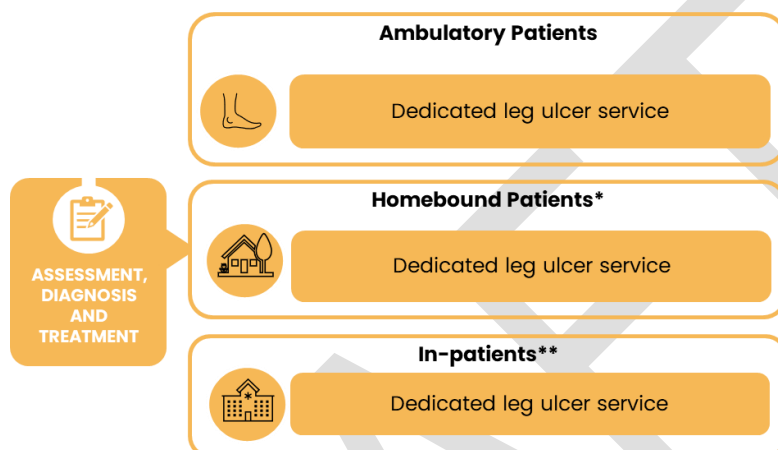 Ambulatory Patients
Dedicated leg ulcer service
Homebound Patients*
Dedicated leg ulcer service
ASSESSMENT,
DIAGNOSIS
AND
TREATMENT
In-patients**
Dedicated leg ulcer service